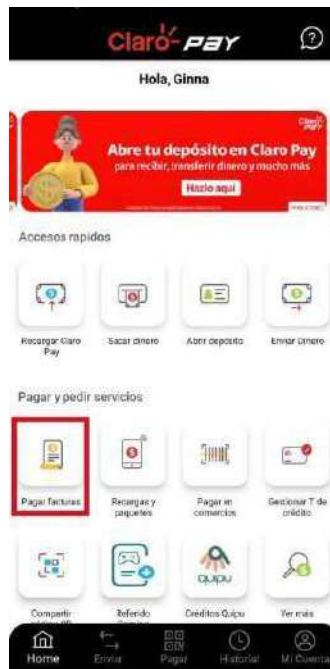 Claro-pay
Hola, Ginna
Abre tu depósito en Claro Pay
para recibir, transferir dinero y mucho más
Hazlo aquí
Accesos rapidos
Recargar Claro Pay
Sacar dinero
Abrir deposito
Enviar Dinero
Pagar y pedir servicios
Pagar facturas
Recargas y paquetes
Pagar en comercios
Gestionar T de crédito
quipu
Compartir
Referido
Créditos Quipu
Ver más
Home
Enviar
Pagar
Historial
Mi Cuenta